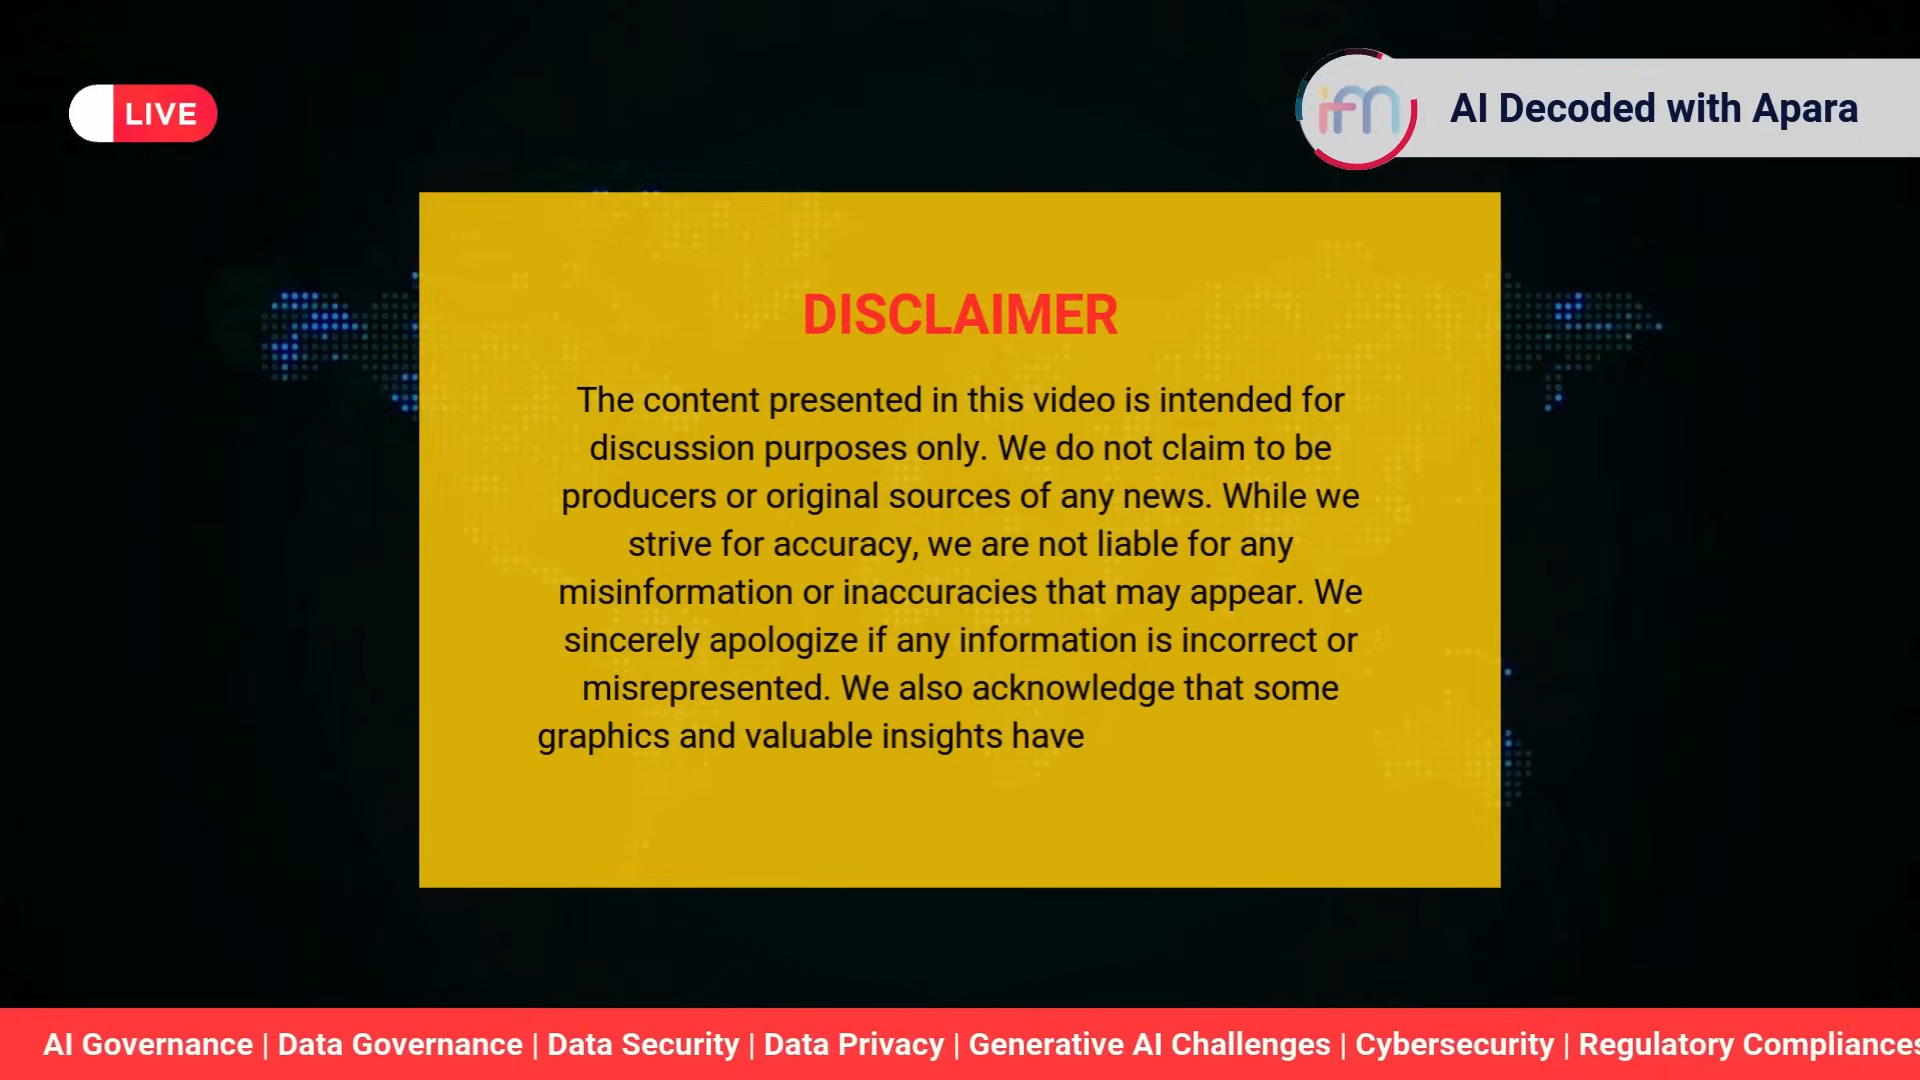 LIVE
ifm
AI Decoded with Apara
DISCLAIMER
The content presented in this video is intended for
discussion purposes only. We do not claim to be
producers or original sources of any news. While we
strive for accuracy, we are not liable for any
misinformation or inaccuracies that may appear. We
sincerely apologize if any information is incorrect or
misrepresented. We also acknowledge that some
graphics and valuable insights have
AI Governance | Data Governance | Data Security | Data Privacy | Generative AI Challenges | Cybersecurity | Regulatory Compliances